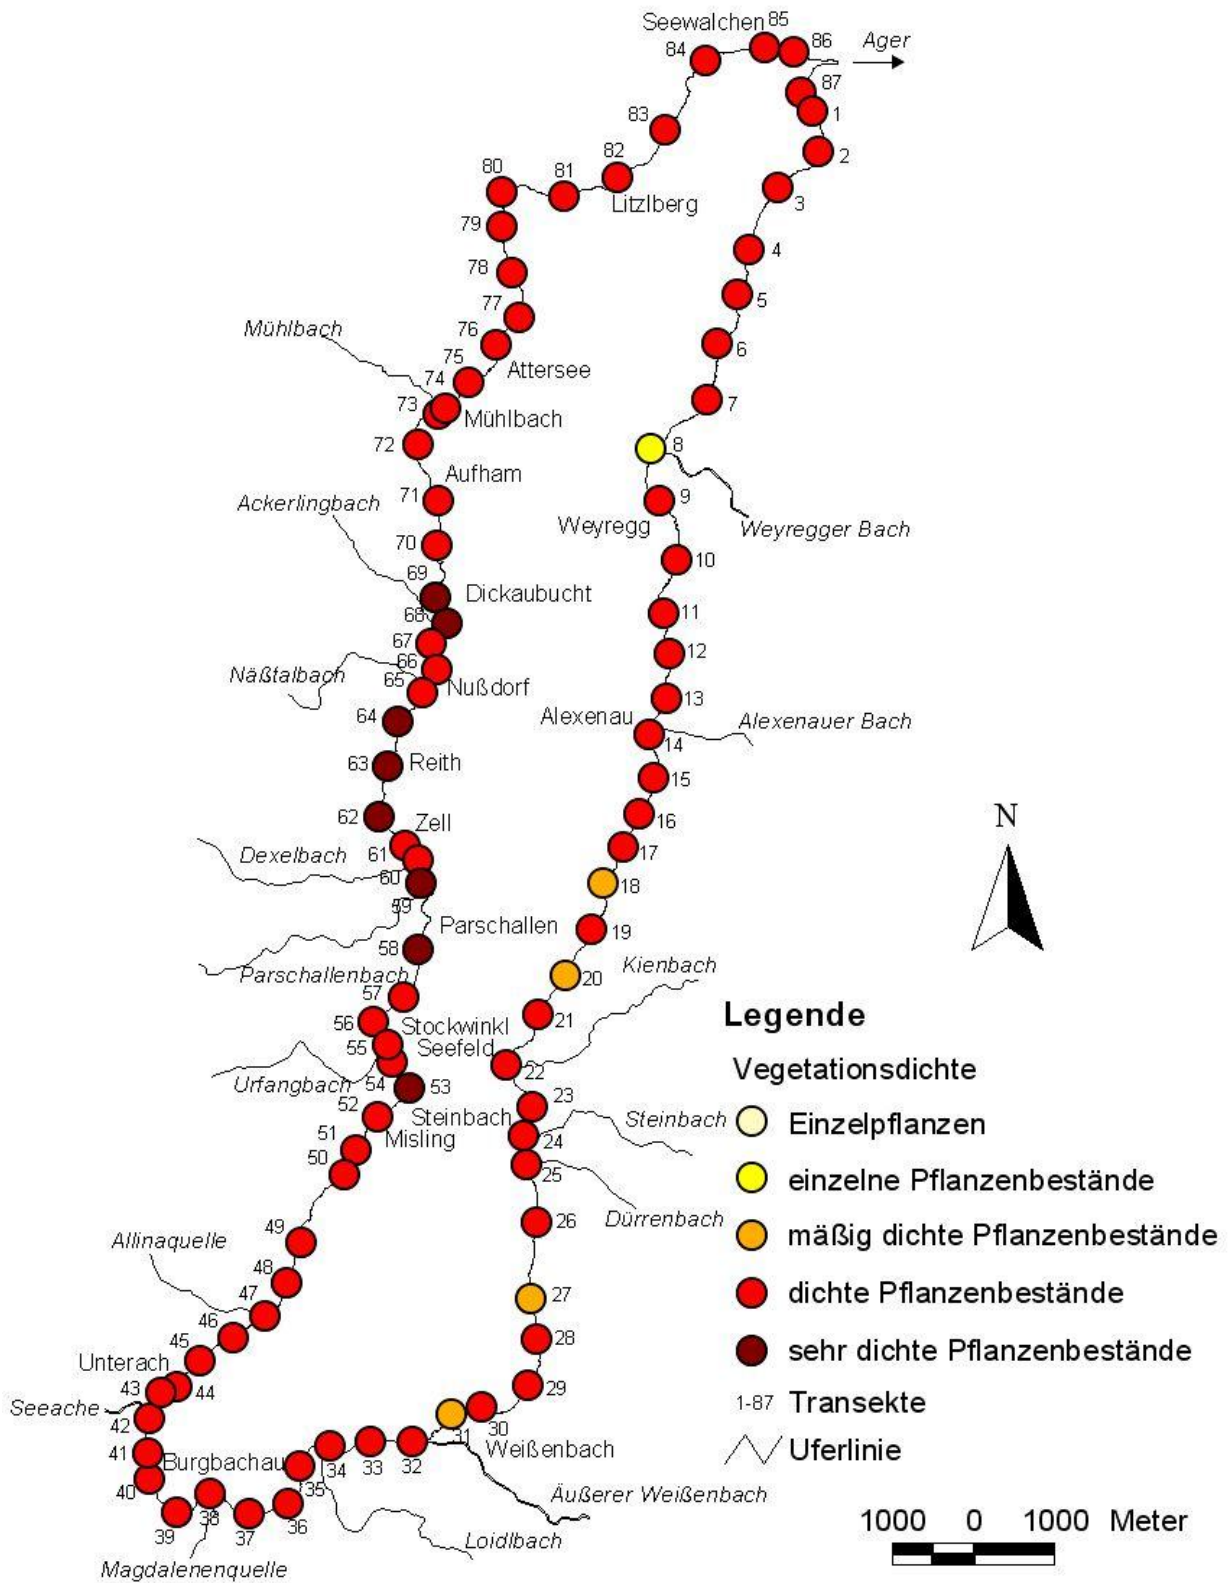 Seewalchen
85
84
86
Ager
87
1
83
2
82
81
80
3
Litzlberg
79
4
78
5
77
Mühlbach
76
6
75
Attersee
74
73
7
Mühlbach
72
8
Aufham
71
9
Ackerlingbach
Weyregg
Weyregger Bach
70
10
69
Dickaubucht
68
11
67
12
66
Näßtalbach
65
Nußdorf
13
64
Alexenau
Alexenauer Bach
14
63
Reith
15
62
Zell
16
61
Dexelbach
17
60
18
59
Parschallen
19
58
Kienbach
Parschallenbach
20
57
56
Stockwinkl
21
55
Seefeld
Urfangbach
54
53
22
52
23
Steinbach
Steinbach
Misling
24
51
50
25
Dürrenbach
26
49
Allinaquelle
48
47
27
46
28
45
Unterach
43
44
29
Seeache
42
30
31
41
Burgbachau
34
33
32
Weißenbach
40
35
Äußerer Weißenbach
39
38
37
36
Loidlbach
Magdalenenquelle
N
Legende
Vegetationsdichte
Einzelpflanzen
einzelne Pflanzenbestände
mäßig dichte Pflanzenbestände
dichte Pflanzenbestände
sehr dichte Pflanzenbestände
1-87 Transekte
Uferlinie
1000 0 1000 Meter